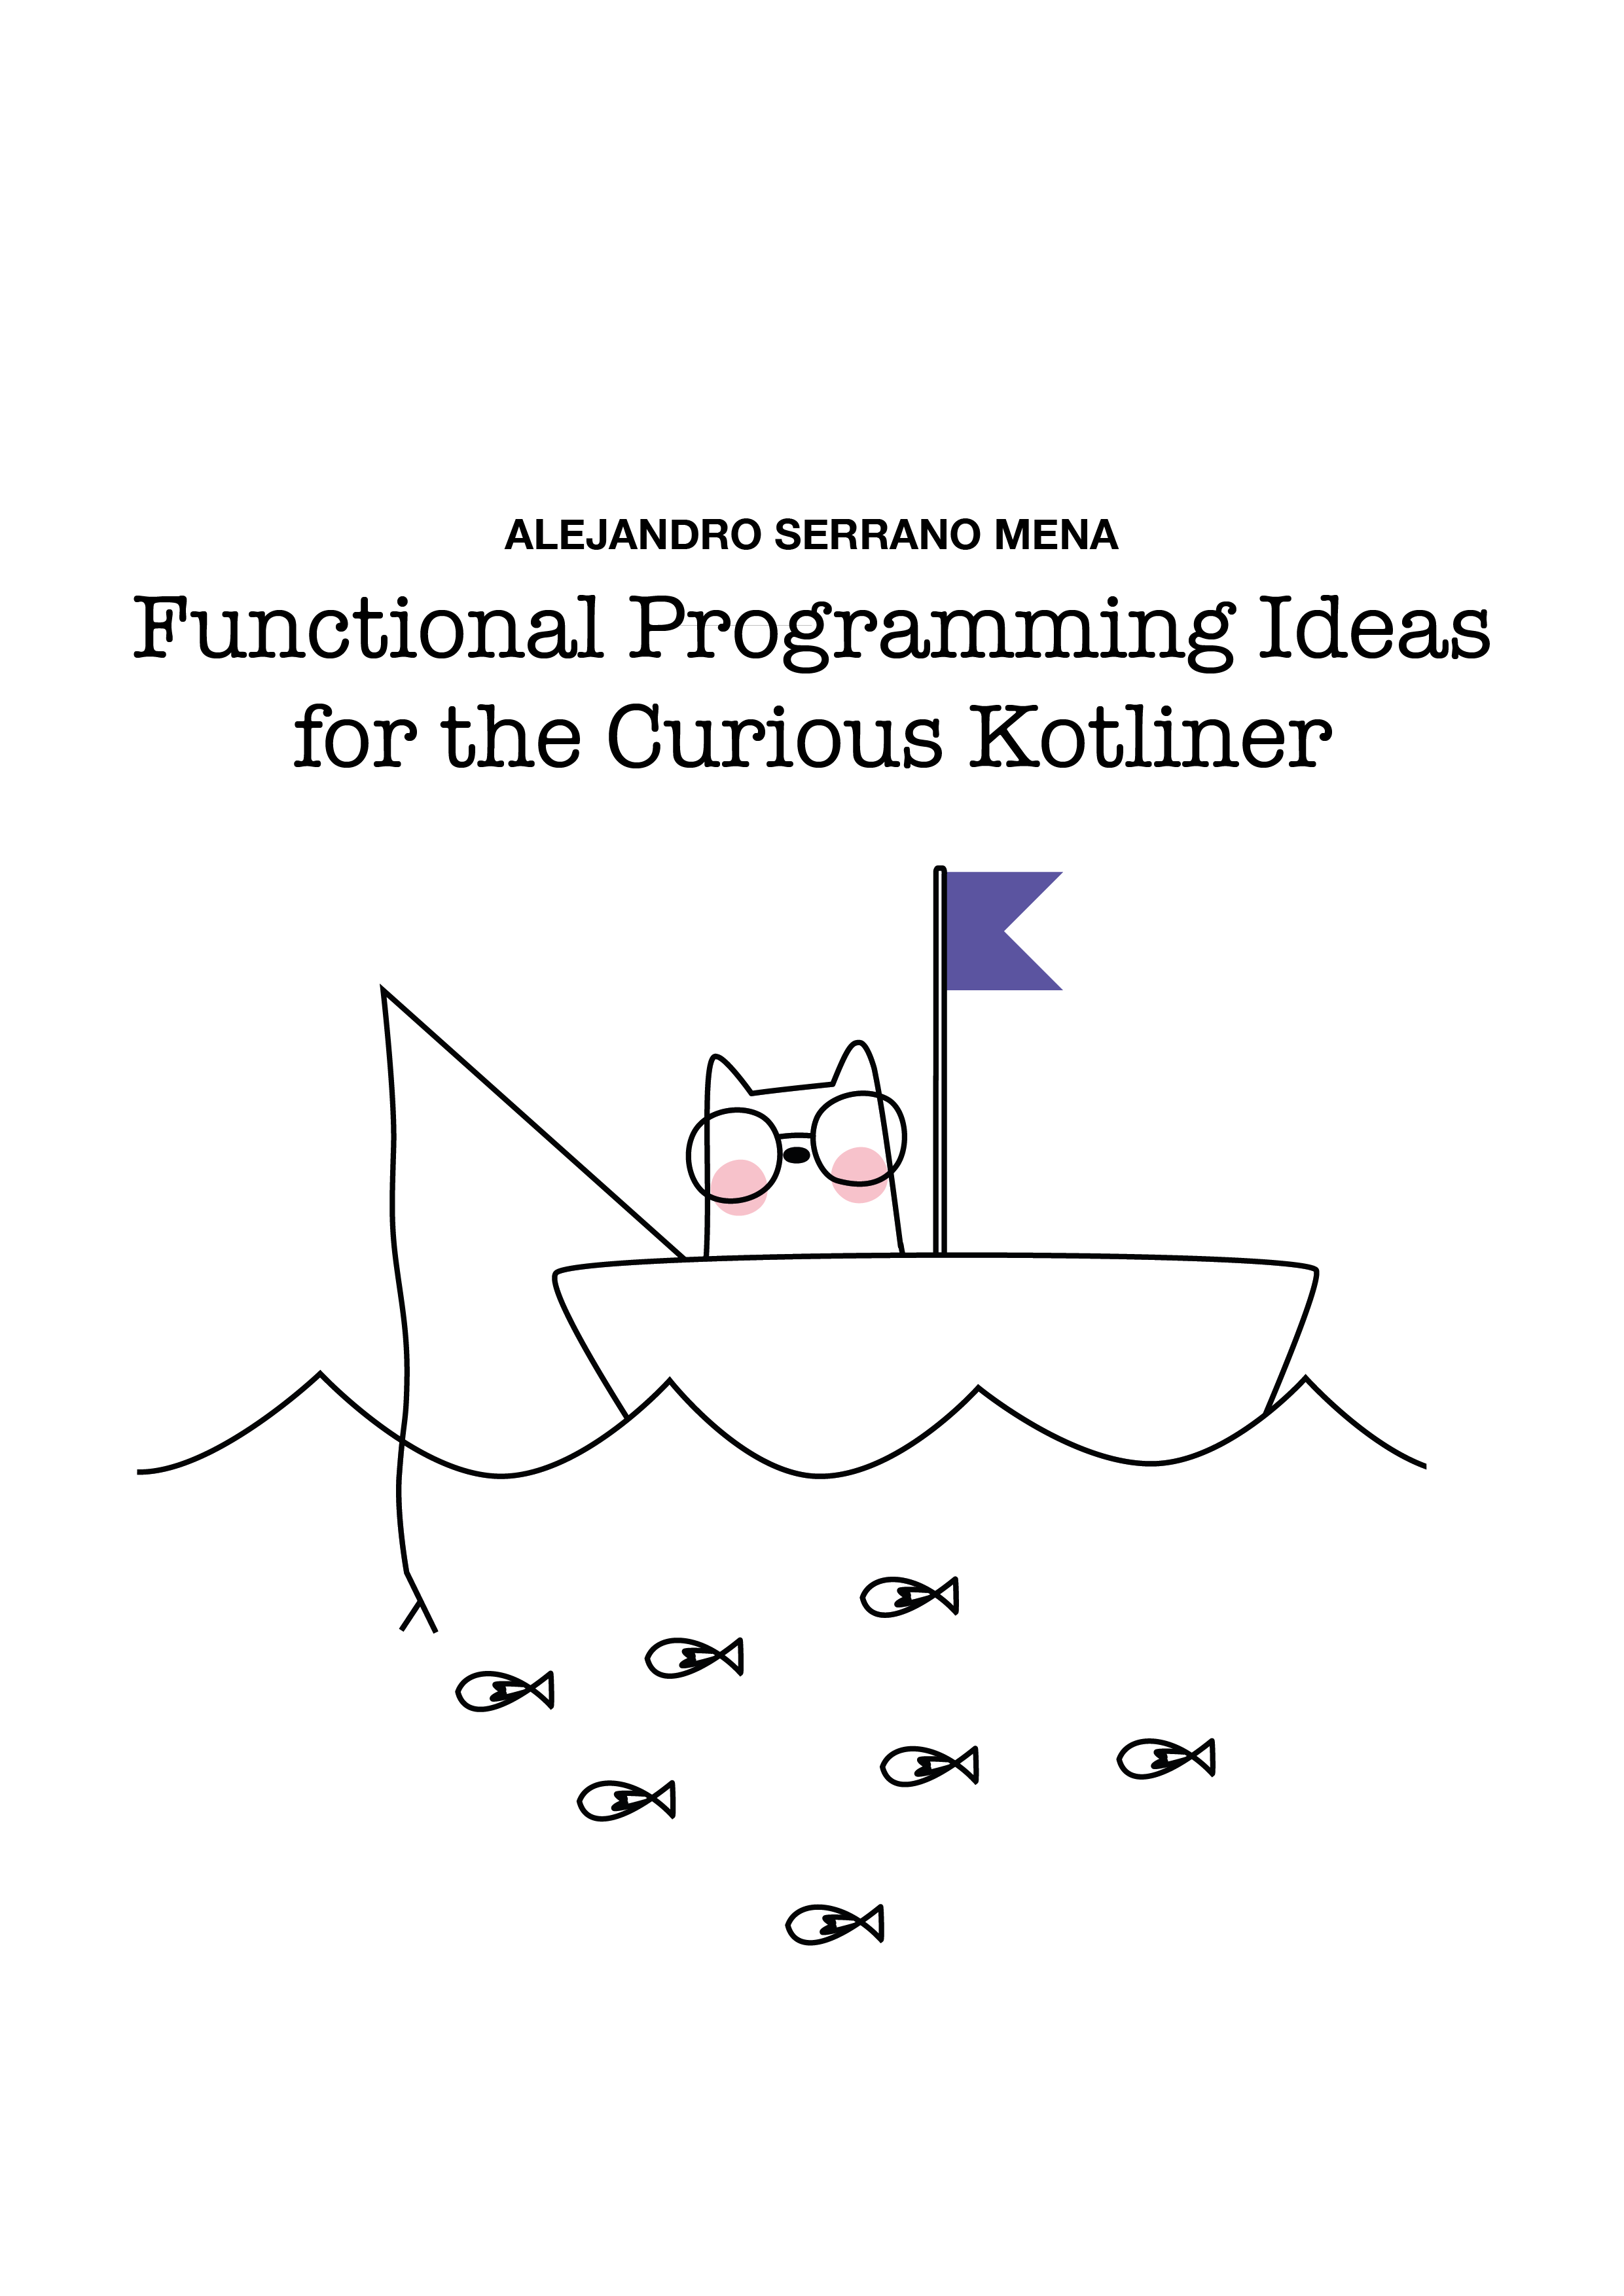 ALEJANDRO SERRANO MENA
Functional Programming Ideas
for the Curious Kotliner